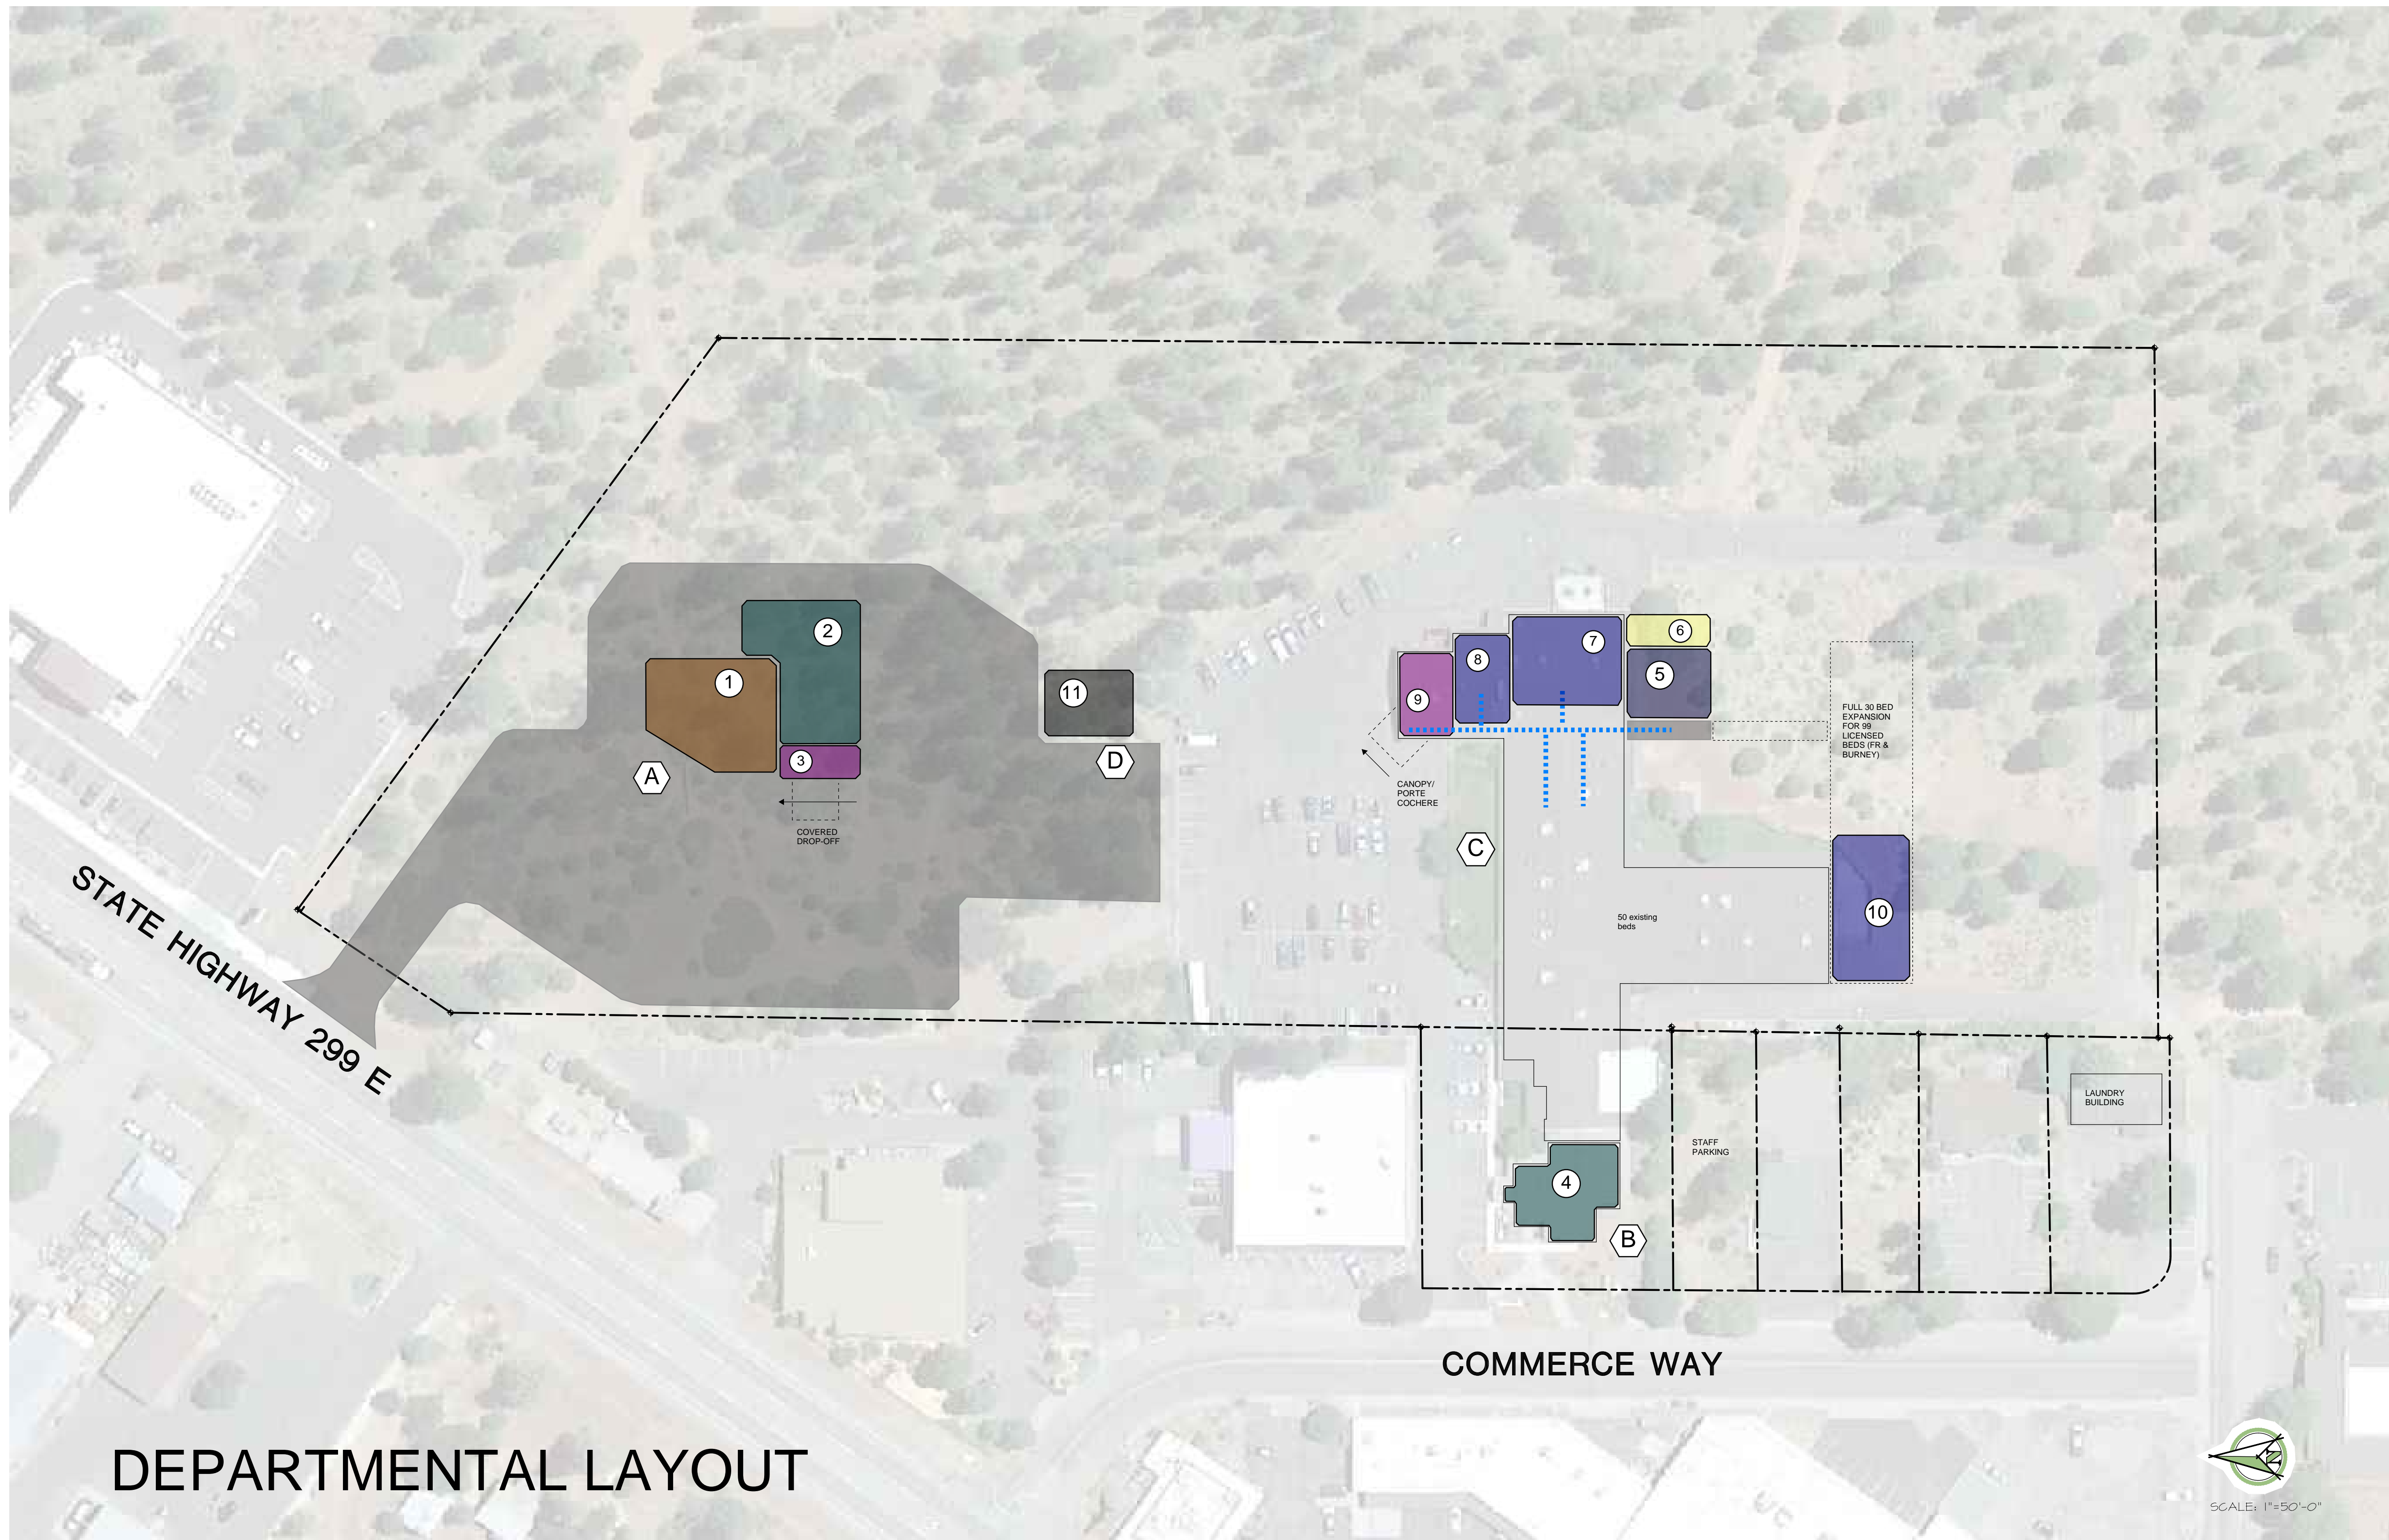 2
1
3
A
COVERED
DROP-OFF
11
D
6
7
5
8
9
CANOPY/
PORTE
COCHERE
FULL 30 BED
EXPANSION
FOR 99
LICENSED
BEDS (FR &
BURNEY)
C
50 existing
beds
10
STATE HIGHWAY 299 E
LAUNDRY
BUILDING
STAFF
PARKING
4
B
COMMERCE WAY
DEPARTMENTAL LAYOUT
N
SCALE: 1"=50'-0"